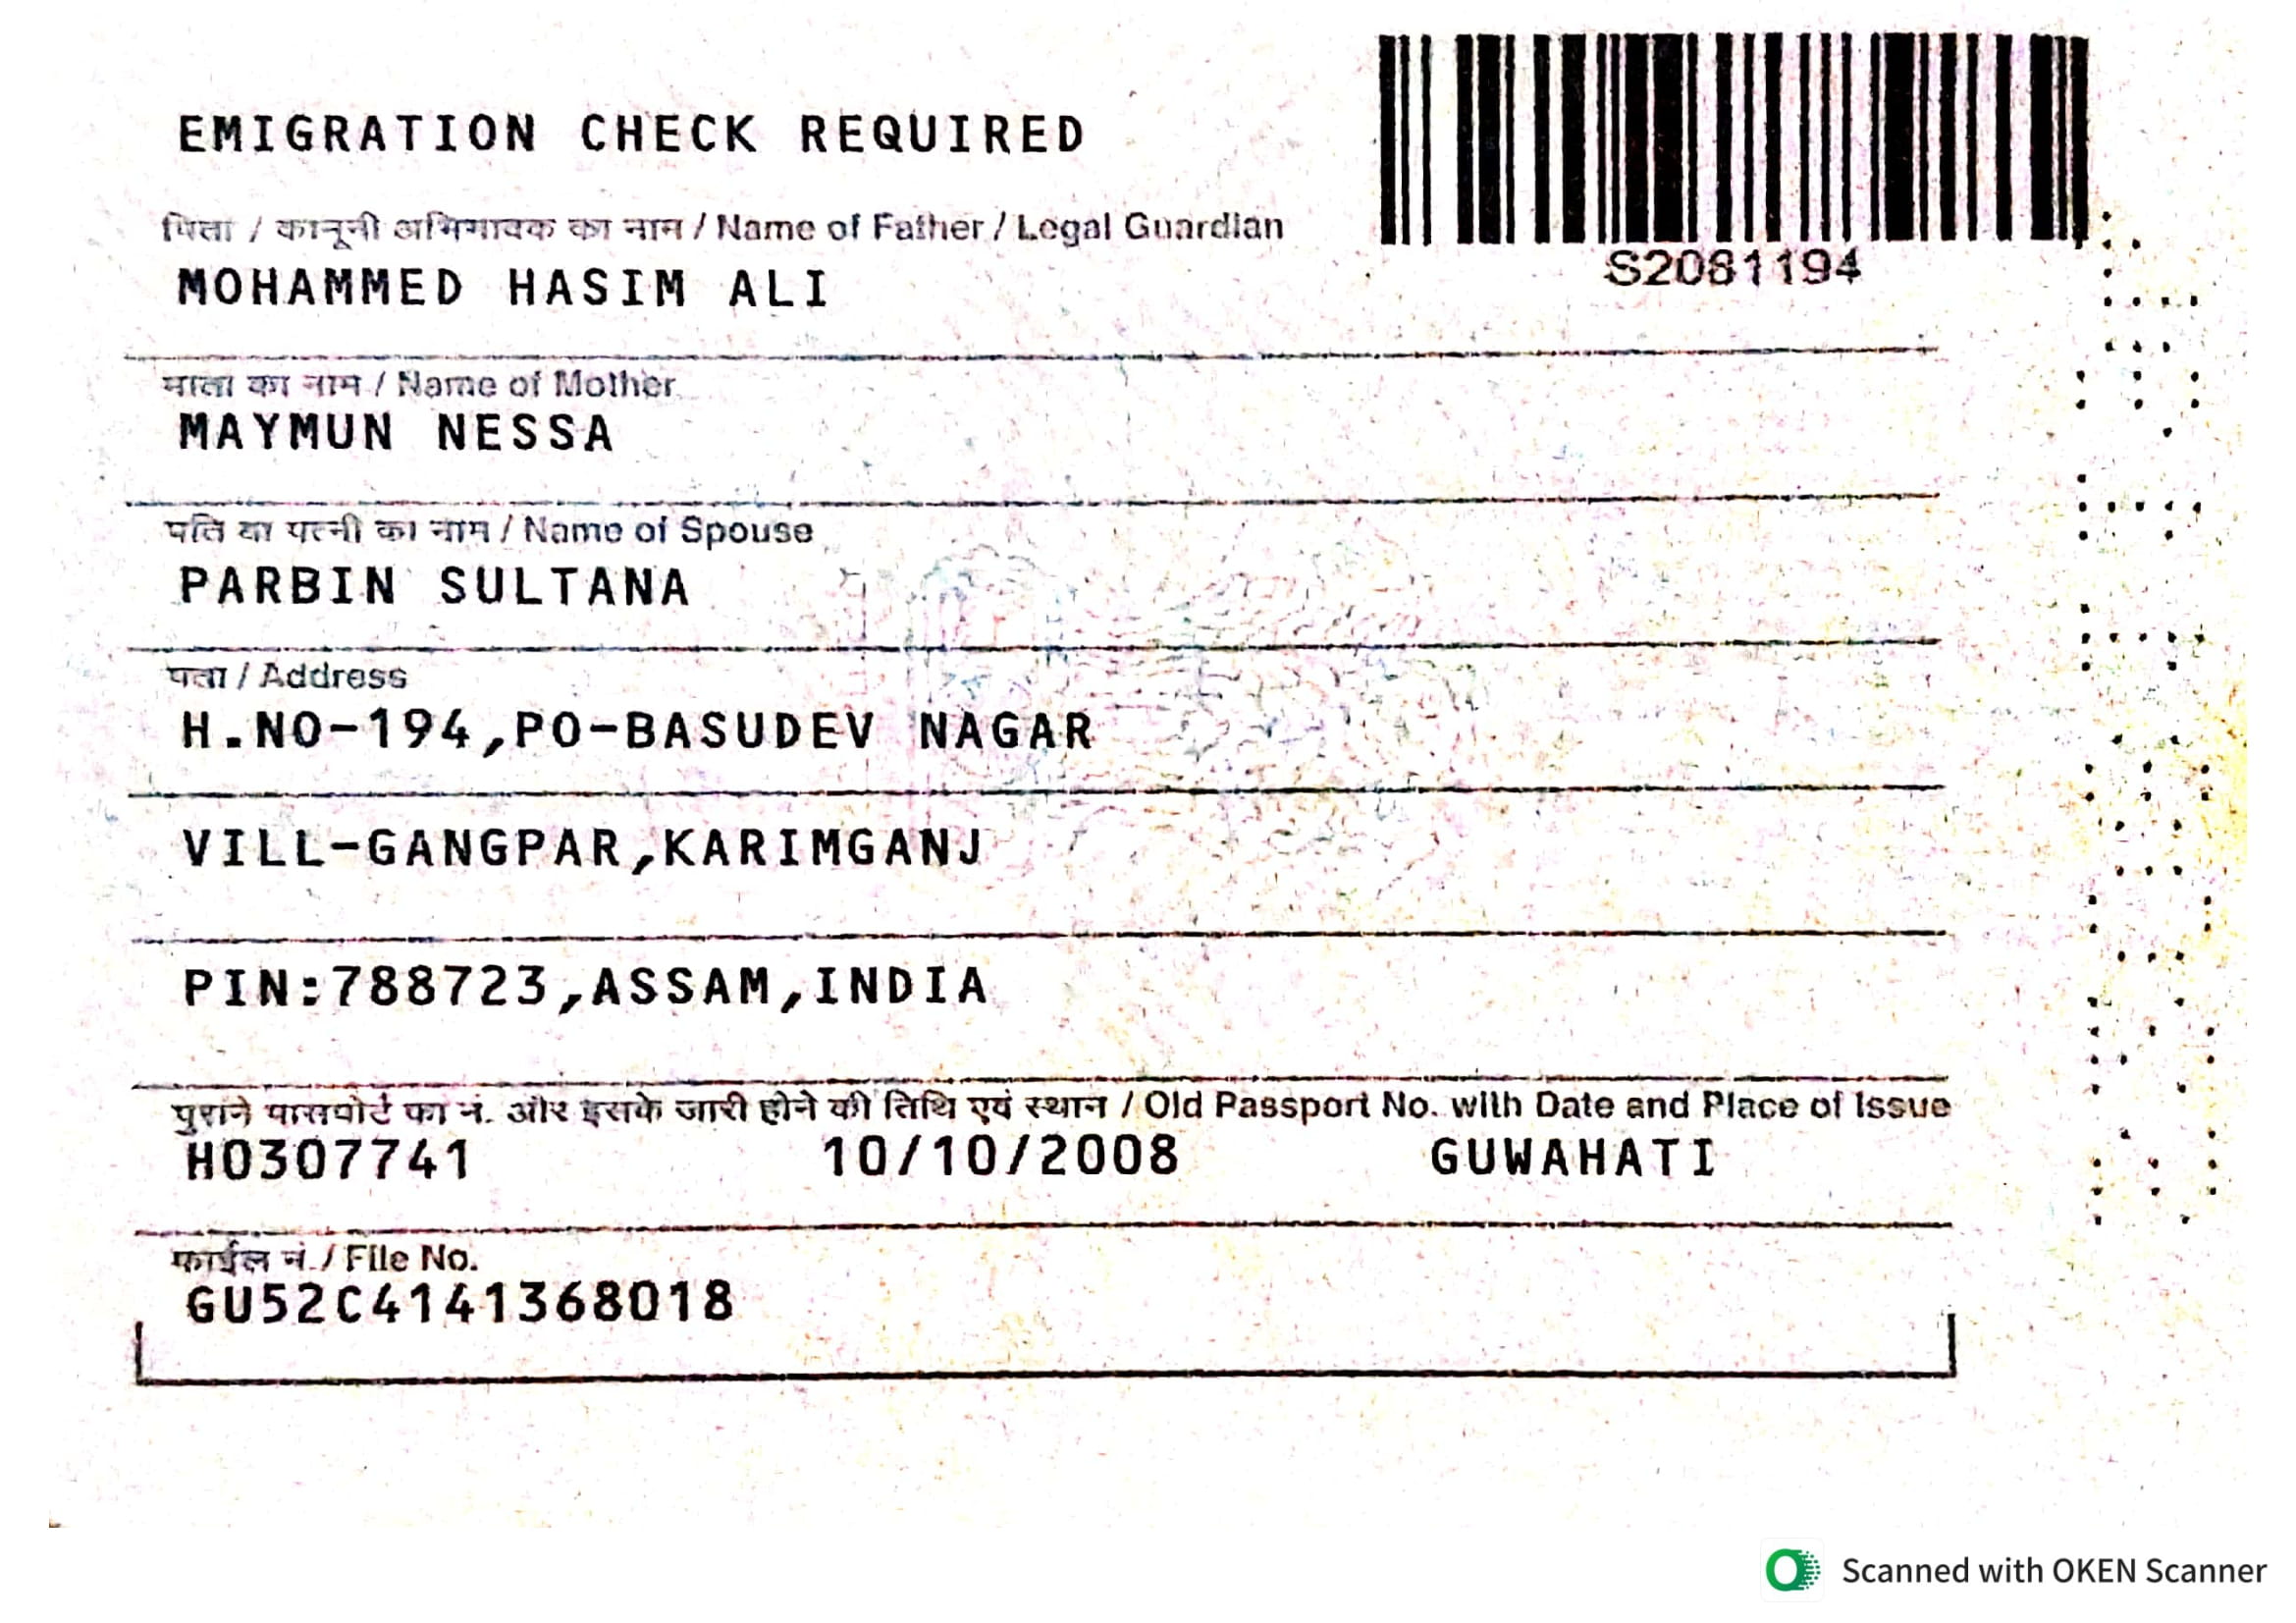 EMIGRATION CHECK REQUIRED
पिता / कानूनी अभिभावक का नाम / Name of Father / Legal Guardian
MOHAMMED HASIM ALI
S2081194
माता का नाम / Name of Mother
MAYMUN NESSA
पति या पत्नी का नाम / Name of Spouse
PARBIN SULTANA
पता / Address
H.NO-194,PO-BASUDEV NAGAR
VILL-GANGPAR,KARIMGANJ
PIN:788723,ASSAM,INDIA
पुराने पासपोर्ट का नं. और इसके जारी होने की तिथि एवं स्थान / Old Passport No. with Date and Place of Issue
H0307741 10/10/2008 GUWAHATI
फाईल नं. / File No.
GU52C4141368018
Scanned with OKEN Scanner